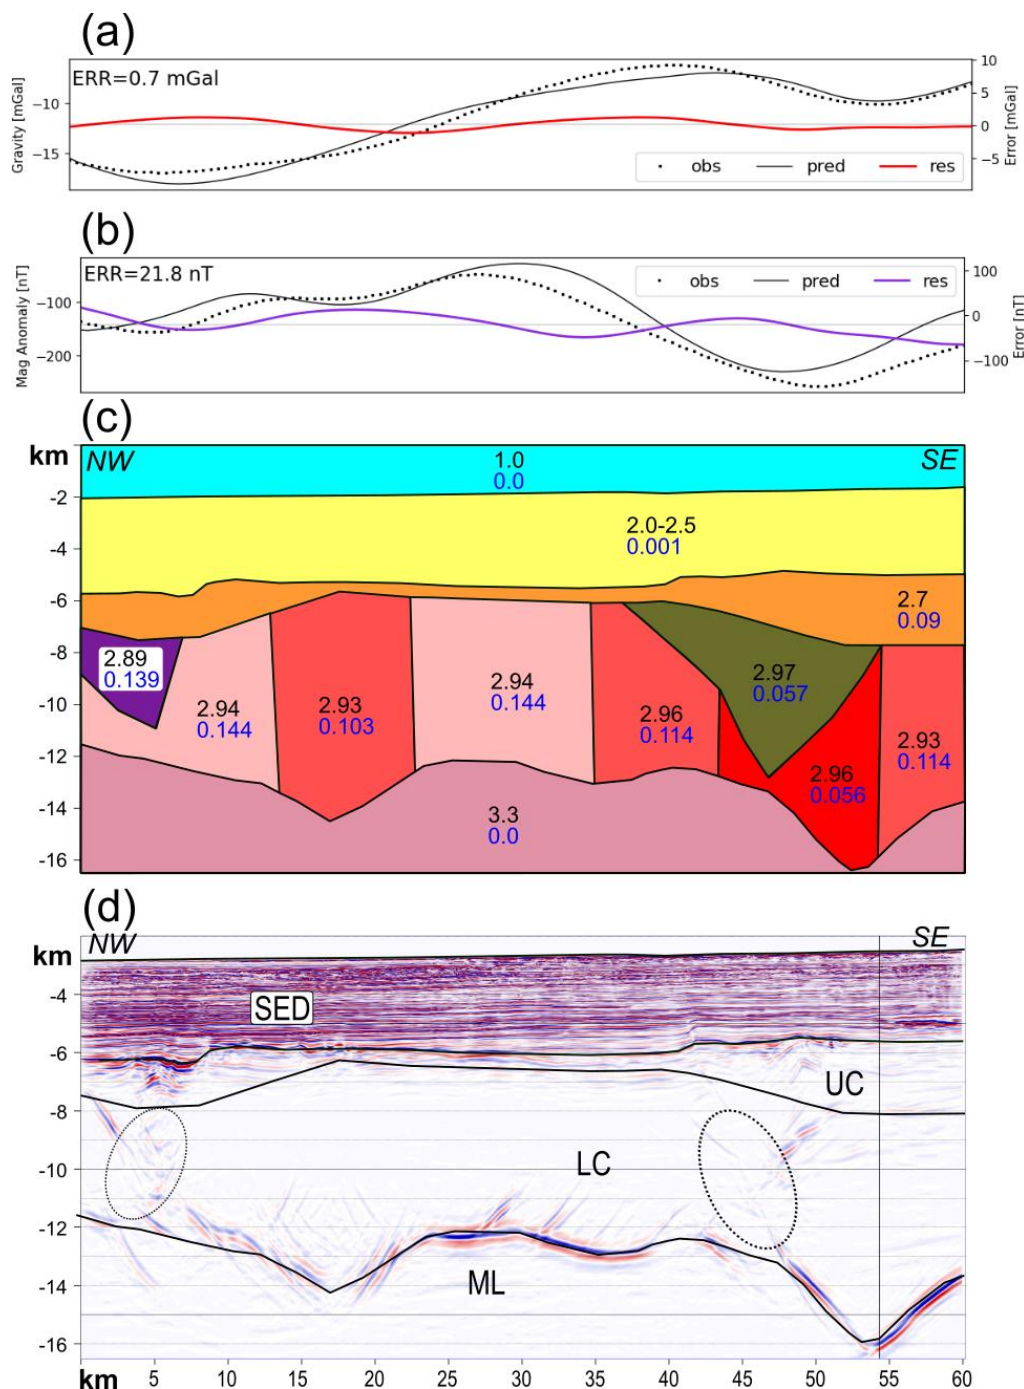 (a)
ERR=0.7 mGal
Gravity [mGal]
−10
−15
10
5
0
−5
Error [mGal]
obs pred res
(b)
ERR=21.8 nT
Mag Anomaly [nT]
−100
−200
100
0
−100
Error [nT]
obs pred res
(c)
km NW SE
1.0
0.0
-2
2.0-2.5
0.001
-4
-6
2.7
0.09
-8
2.89
0.139
2.94
0.144
2.93
0.103
2.94
0.144
2.96
0.114
2.97
0.057
2.96
0.056
2.93
0.114
-10
-12
-14
3.3
0.0
-16
(d)
NW SE
km
-4
SED
-6
UC
-8
LC
-10
-12
ML
-14
-16
km 5 10 15 20 25 30 35 40 45 50 55 60